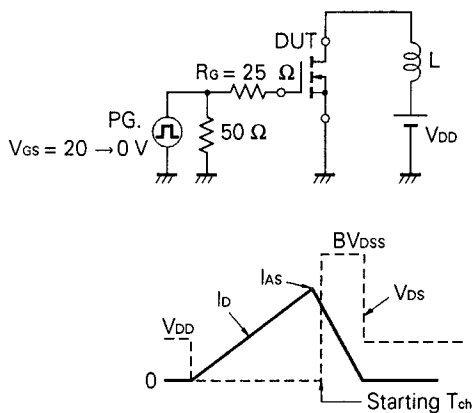 DUT
RG = 25 Ω
L
PG.
50 Ω
VGS = 20 → 0 V
VDD
BVDSS
IAS
ID
VDS
VDD
0
Starting Tch